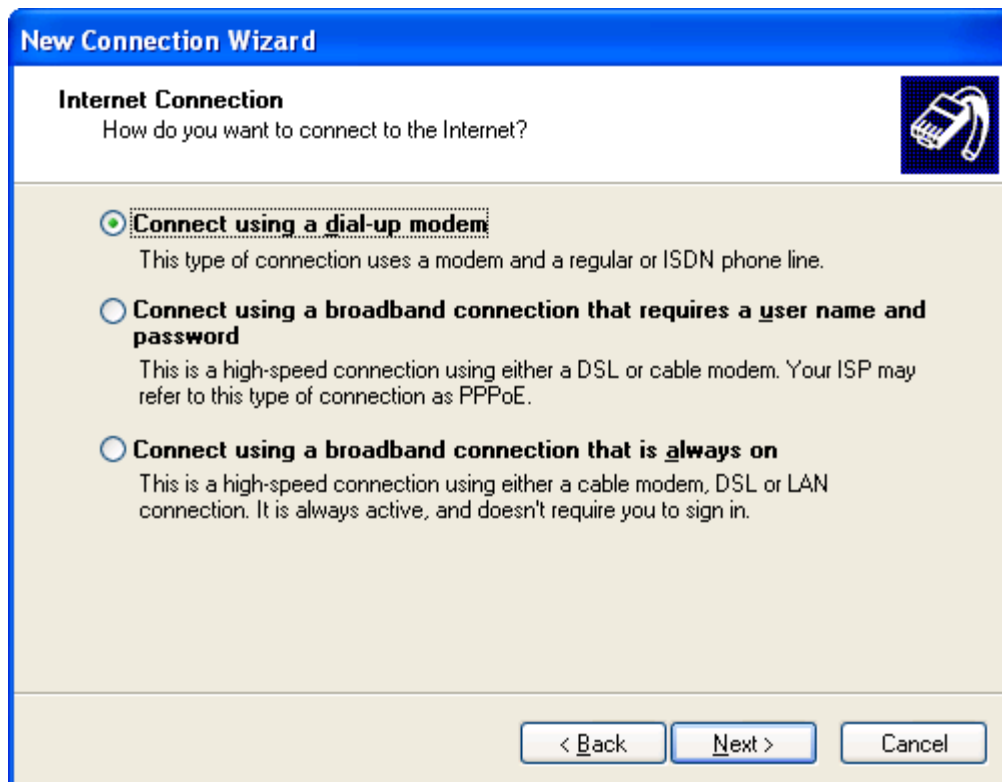 New Connection Wizard
Internet Connection
How do you want to connect to the Internet?
Connect using a dial-up modem
This type of connection uses a modem and a regular or ISDN phone line.
Connect using a broadband connection that requires a user name and
password
This is a high-speed connection using either a DSL or cable modem. Your ISP may
refer to this type of connection as PPPoE.
Connect using a broadband connection that is always on
This is a high-speed connection using either a cable modem, DSL or LAN
connection. It is always active, and doesn't require you to sign in.
< Back Next > Cancel